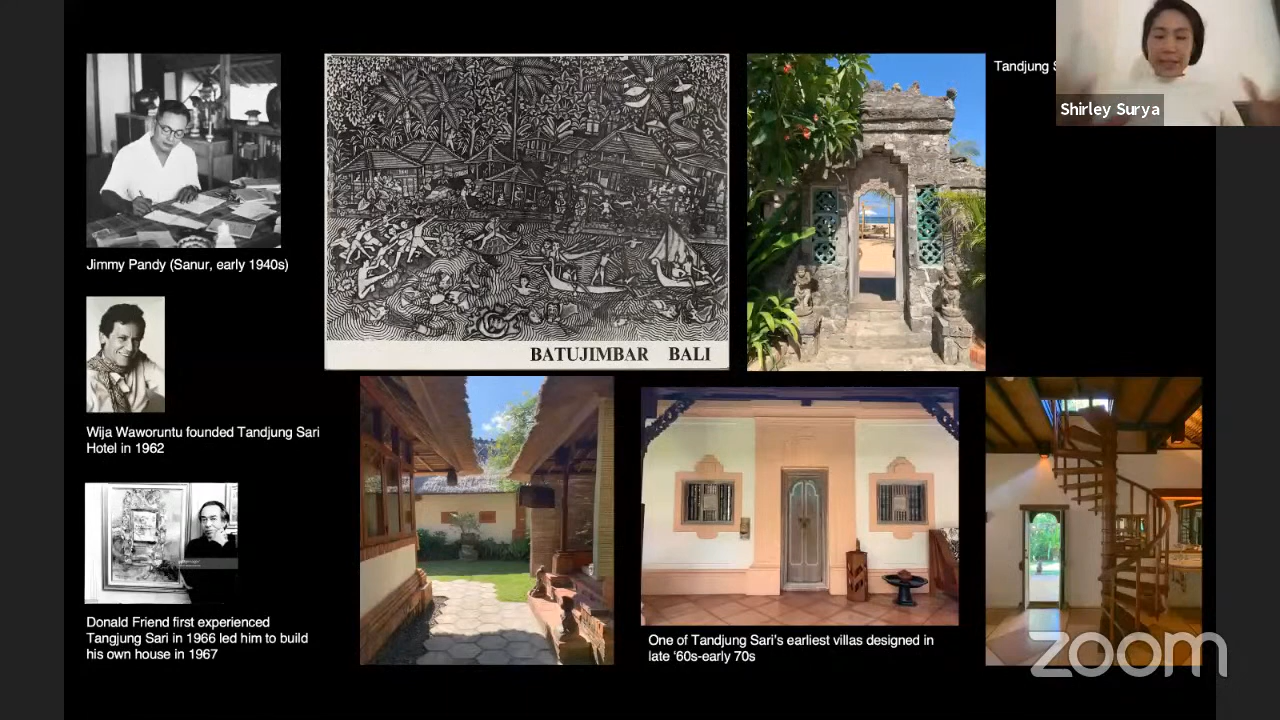 Jimmy Pandy (Sanur, early 1940s)
Wija Waworuntu founded Tandjung Sari
Hotel in 1962
Donald Friend first experienced
Tangjung Sari in 1966 led him to build
his own house in 1967
BATUJIMBAR BALI
One of Tandjung Sari's earliest villas designed in
late ‘60s-early 70s
Tandjung
Shirley Surya
zoom